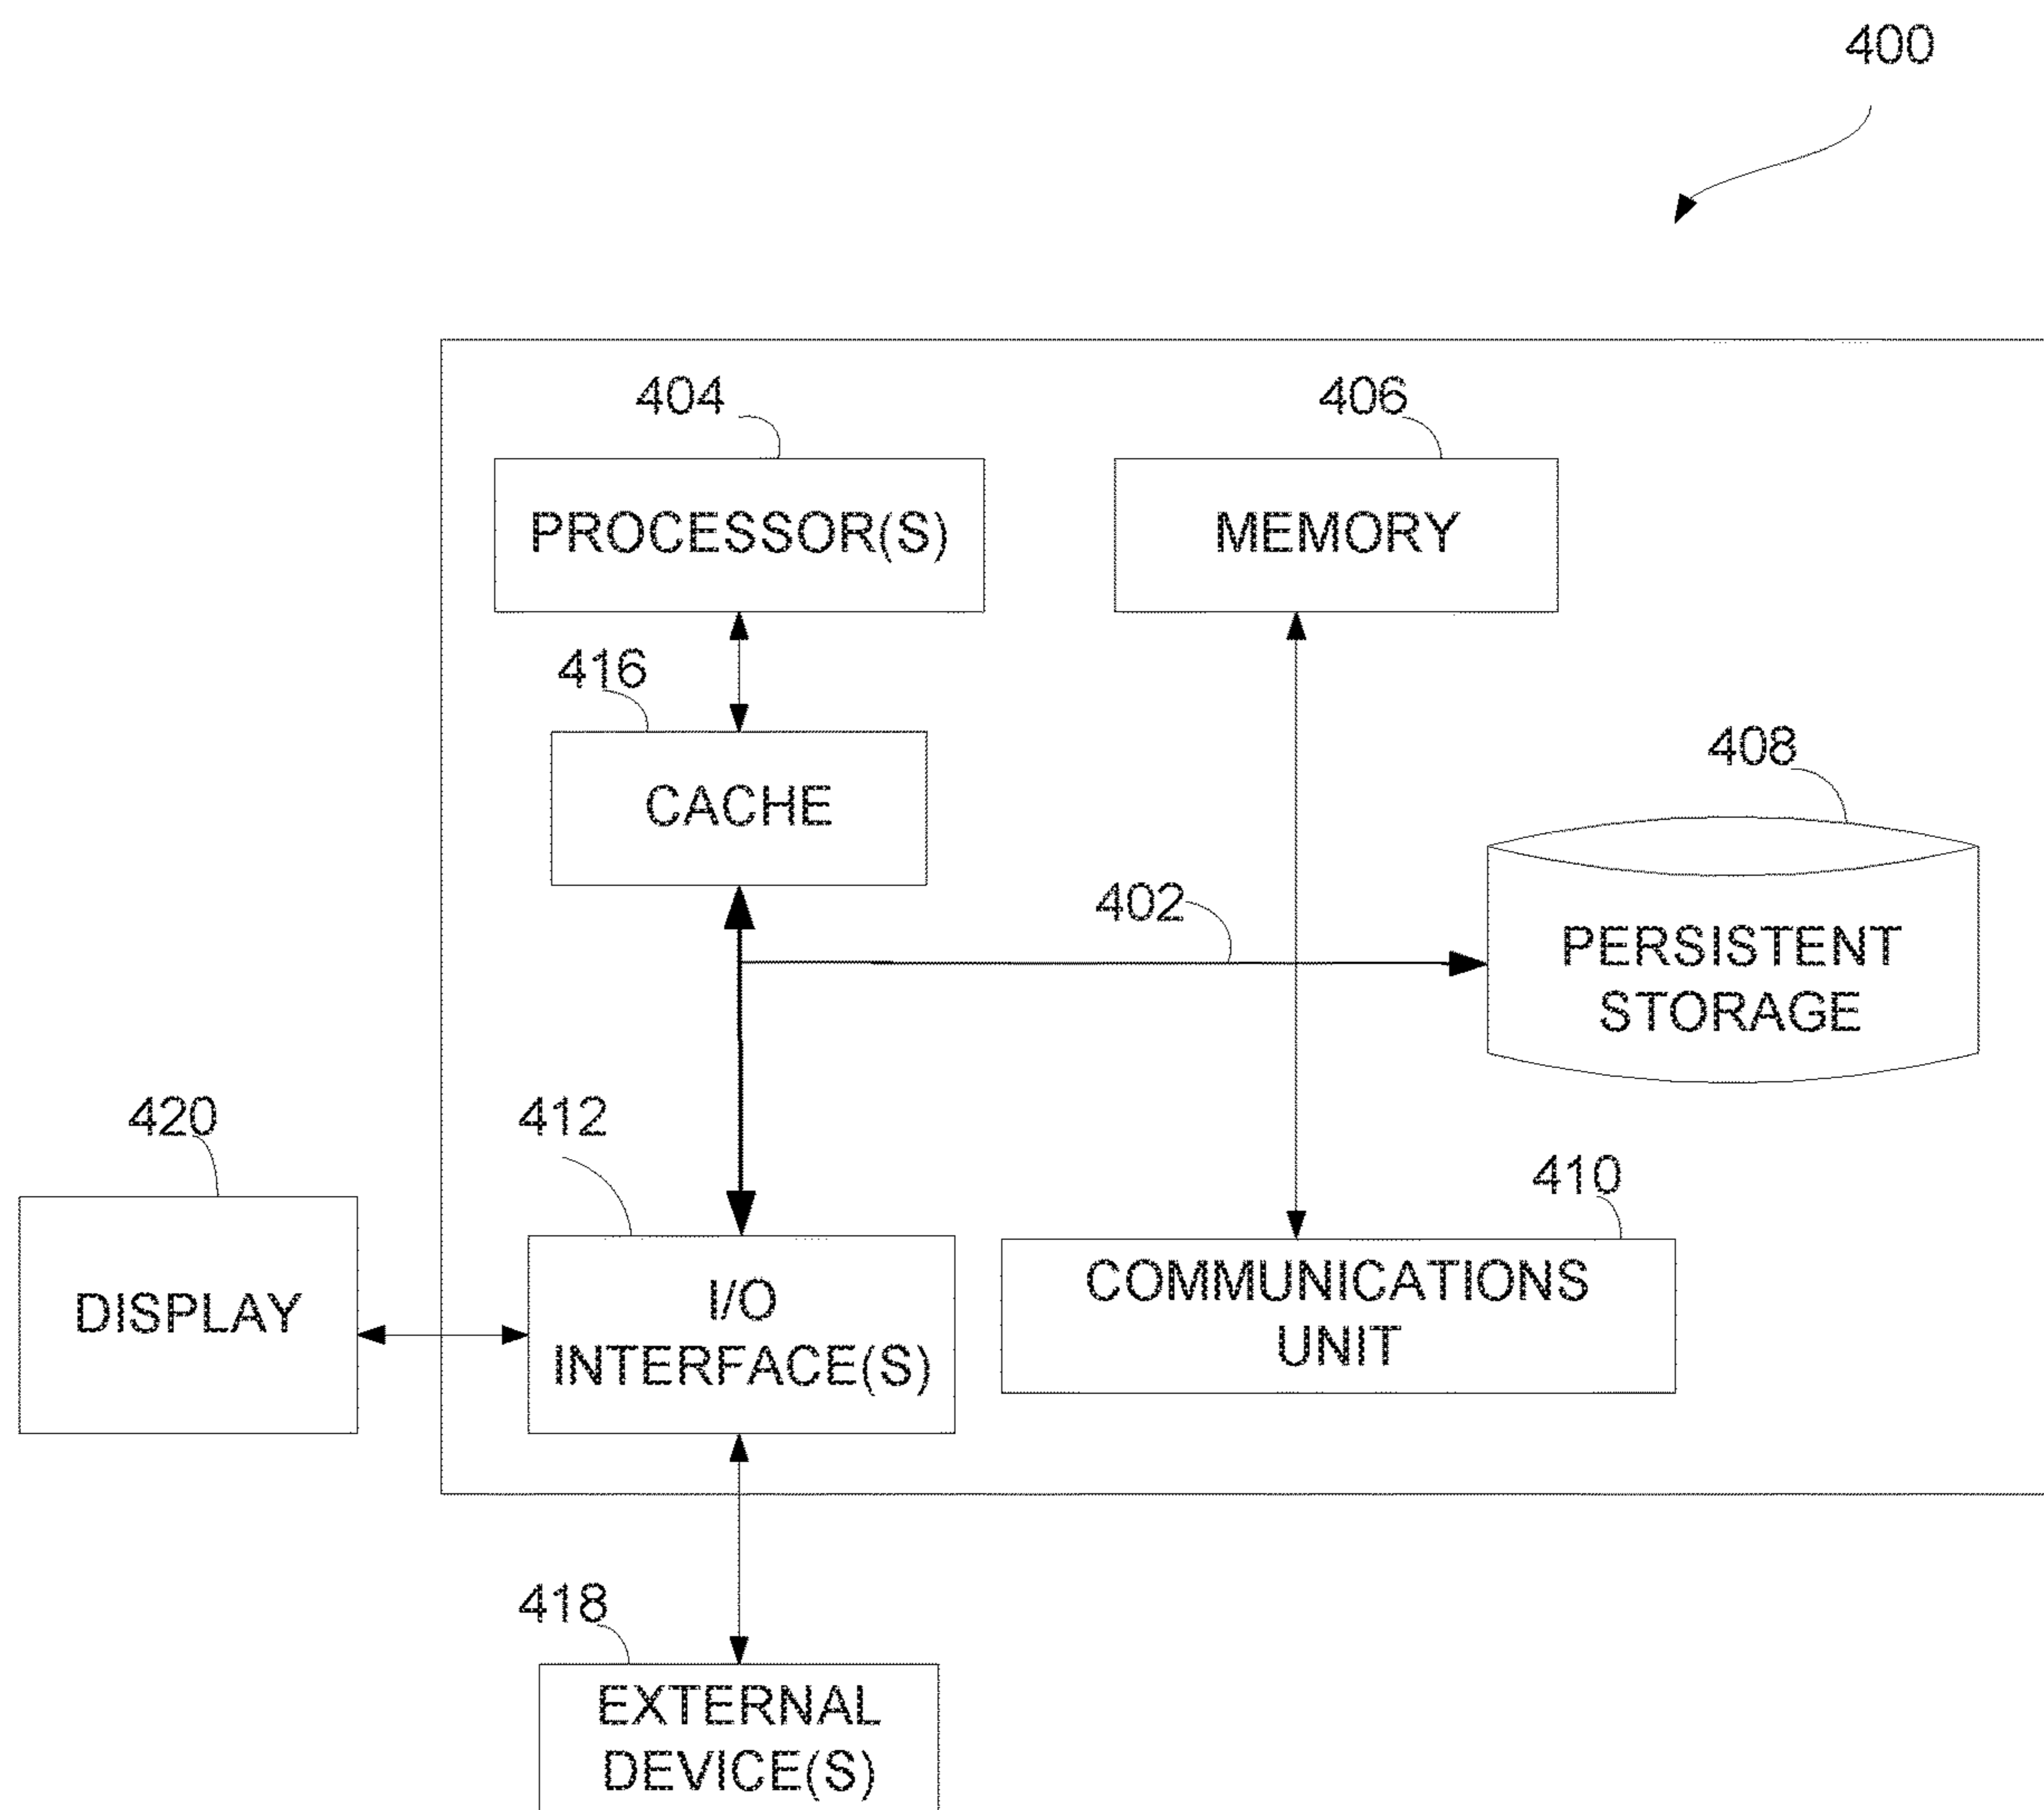 400
404
406
PROCESSOR(S)
MEMORY
416
CACHE
408
402
PERSISTENT
STORAGE
420
412
410
DISPLAY
I/O
INTERFACE(S)
COMMUNICATIONS
UNIT
418
EXTERNAL
DEVICE(S)